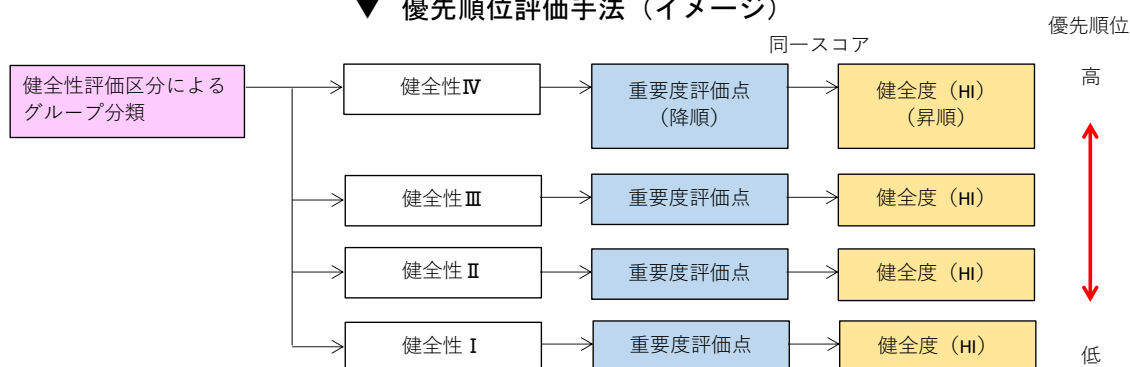 ▼ 優先順位評価手法（イメージ）
優先順位
同一スコア
健全性評価区分による
グループ分類
健全性Ⅳ
重要度評価点
（降順）
健全度（HI）
（昇順）
高
健全性Ⅲ
重要度評価点
健全度（HI）
健全性Ⅱ
重要度評価点
健全度（HI）
健全性Ⅰ
重要度評価点
健全度（HI）
低